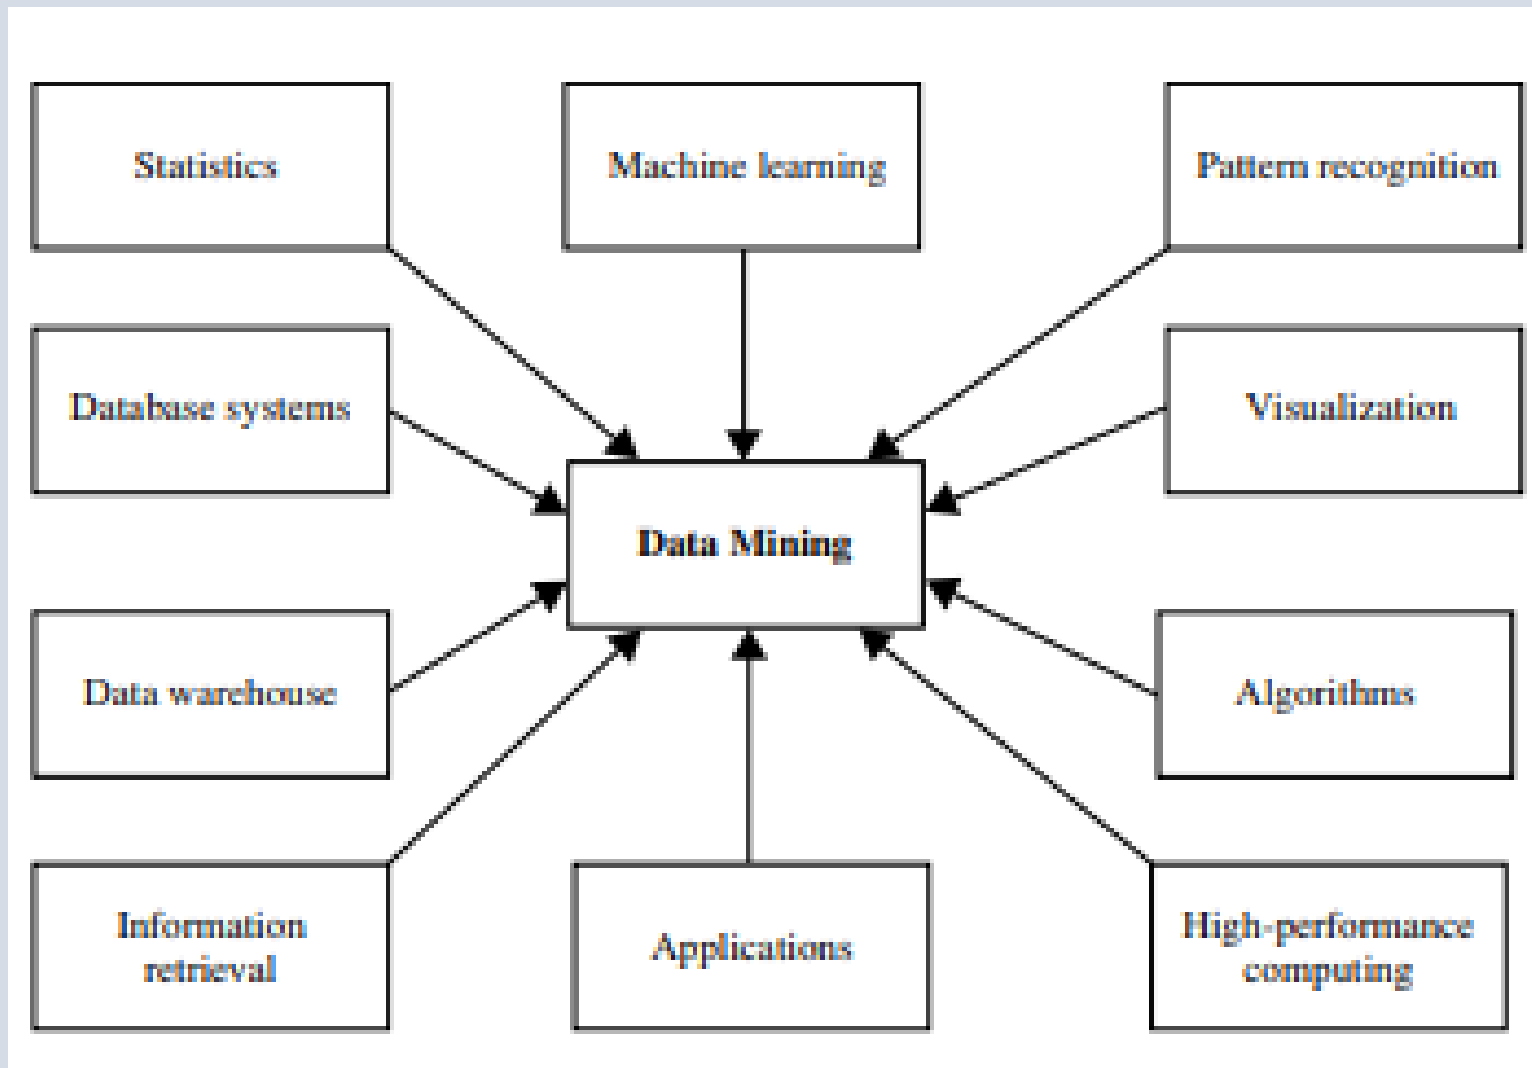 Statistics
Machine learning
Pattern recognition
Database systems
Visualization
Data Mining
Data warehouse
Algorithms
Information
retrieval
Applications
High-performance
computing